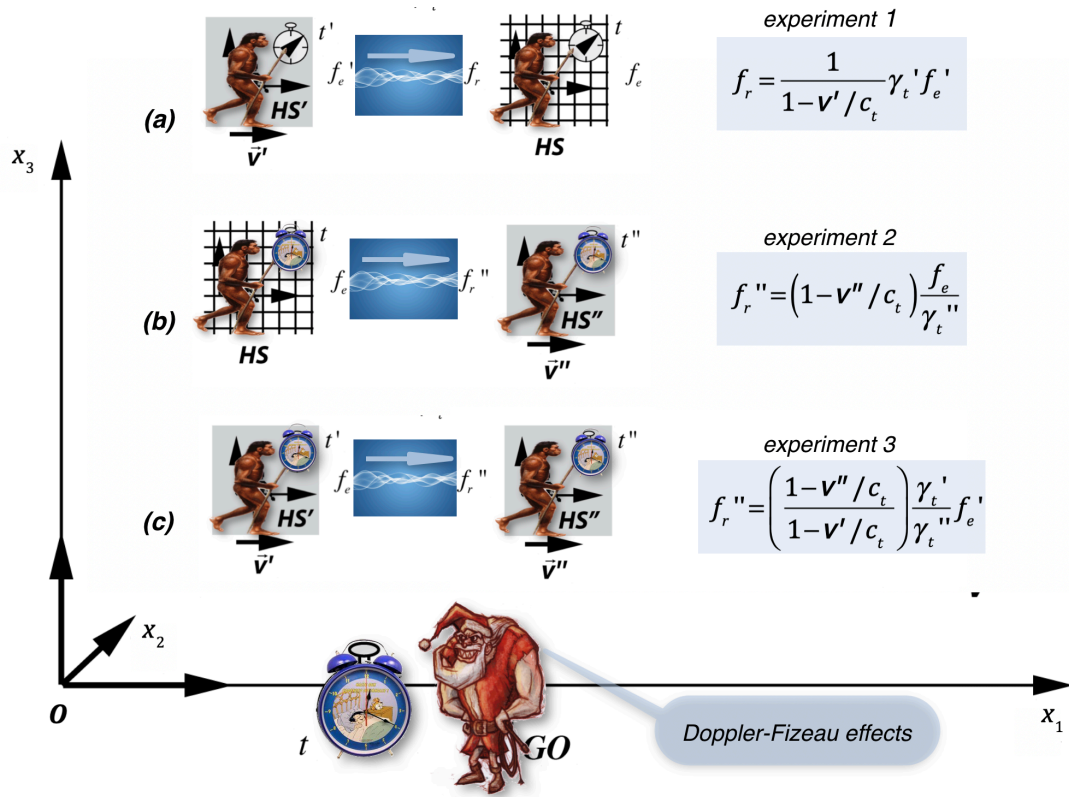 experiment 1
t'
t
f_e'
f_r
f_e
f_r = 1 / (1 − v' / c_t) γ_t' f_e'
HS'
(a)
v⃗'
HS
x_3
t
t"
experiment 2
f_e
f_r"
f_r" = (1 − v" / c_t) f_e / γ_t"
HS"
(b)
HS
v⃗"
t'
t"
experiment 3
f_e
f_r"
f_r" = ((1 − v" / c_t) / (1 − v' / c_t)) γ_t' / γ_t" f_e'
HS'
HS"
(c)
v⃗'
v⃗"
x_2
O
x_1
t
GO
Doppler-Fizeau effects